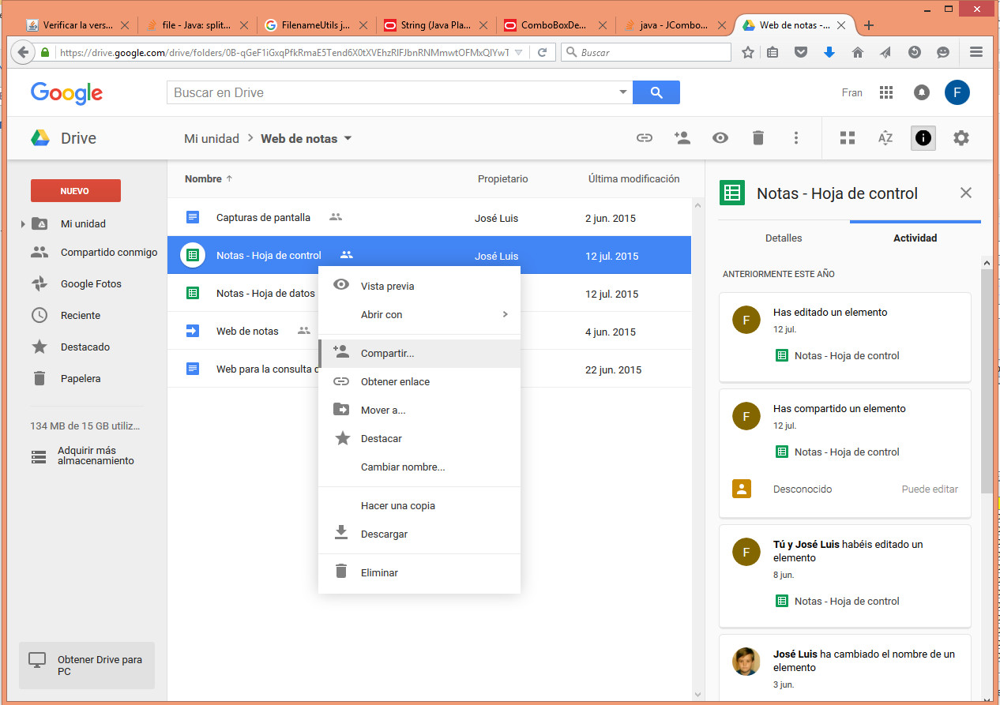 Verificar la vers...
file - Java: split...
FilenameUtils j...
String (Java Pla...
ComboBoxDe...
java - JCombo...
Web de notas -...
https://drive.google.com/drive/folders/0B-qGeF1iGxqPfkRmaE5Tend6X0tXVEhzRlFJbnRNMmwtOFMxQlYwT
Buscar
Google
Buscar en Drive
Fran
F
Drive
Mi unidad > Web de notas
AZ
NUEVO
Mi unidad
Compartido conmigo
Google Fotos
Reciente
Destacado
Papelera
134 MB de 15 GB utiliz...
Adquirir más
almacenamiento
Obtener Drive para
PC
Nombre
Propietario
Última modificación
Capturas de pantalla
José Luis
2 jun. 2015
Notas - Hoja de control
José Luis
12 jul. 2015
Notas - Hoja de datos
12 jul. 2015
Web de notas
4 jun. 2015
Web para la consulta
22 jun. 2015
Vista previa
Abrir con
Compartir...
Obtener enlace
Mover a...
Destacar
Cambiar nombre...
Hacer una copia
Descargar
Eliminar
Notas - Hoja de control
Detalles
Actividad
ANTERIORMENTE ESTE AÑO
F
Has editado un elemento
12 jul.
Notas - Hoja de control
F
Has compartido un elemento
12 jul.
Notas - Hoja de control
Desconocido
Puede editar
F
Tú y José Luis habéis editado un
elemento
8 jun.
Notas - Hoja de control
José Luis ha cambiado el nombre de un
elemento
3 jun.